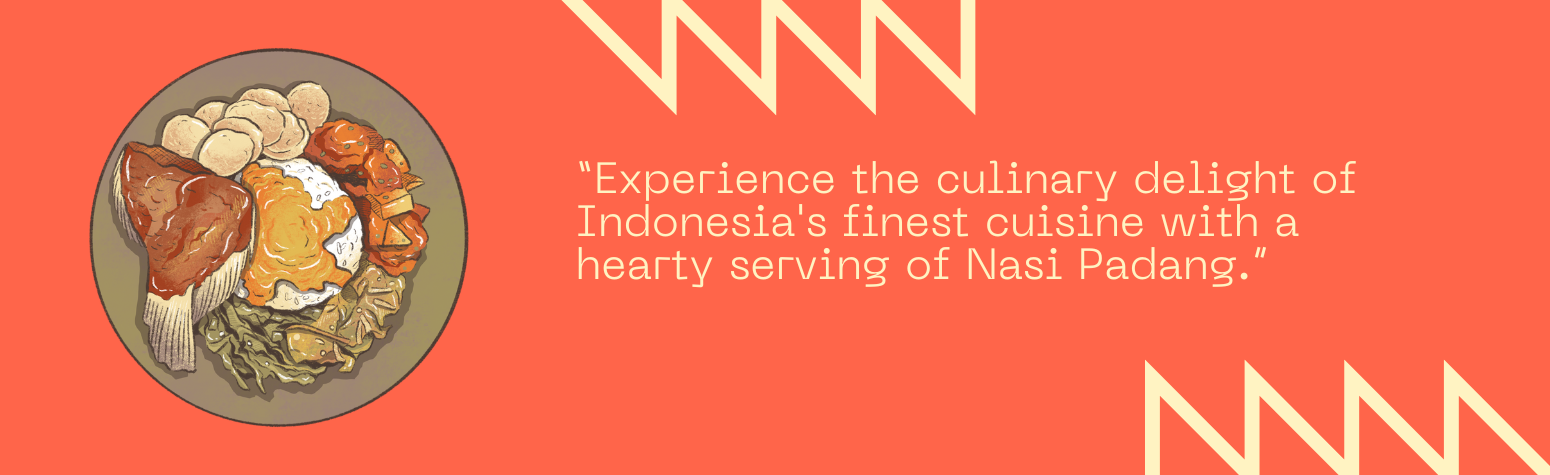 “Experience the culinary delight of
Indonesia's finest cuisine with a
hearty serving of Nasi Padang.”